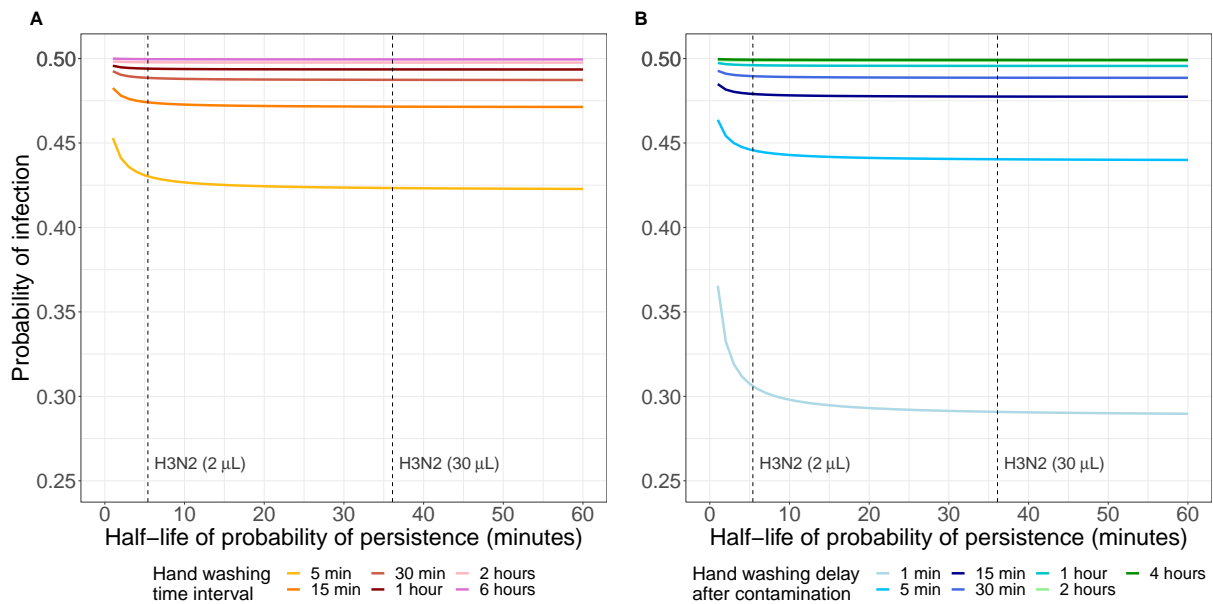 A
B
Probability of infection
0.50
0.45
0.40
0.35
0.30
0.25
H3N2 (2 μL)
H3N2 (30 μL)
0 10 20 30 40 50 60
Half−life of probability of persistence (minutes)
Hand washing
time interval
5 min
15 min
30 min
1 hour
2 hours
6 hours
0.50
0.45
0.40
0.35
0.30
0.25
H3N2 (2 μL)
H3N2 (30 μL)
0 10 20 30 40 50 60
Half−life of probability of persistence (minutes)
Hand washing delay
after contamination
1 min
5 min
15 min
30 min
1 hour
2 hours
4 hours